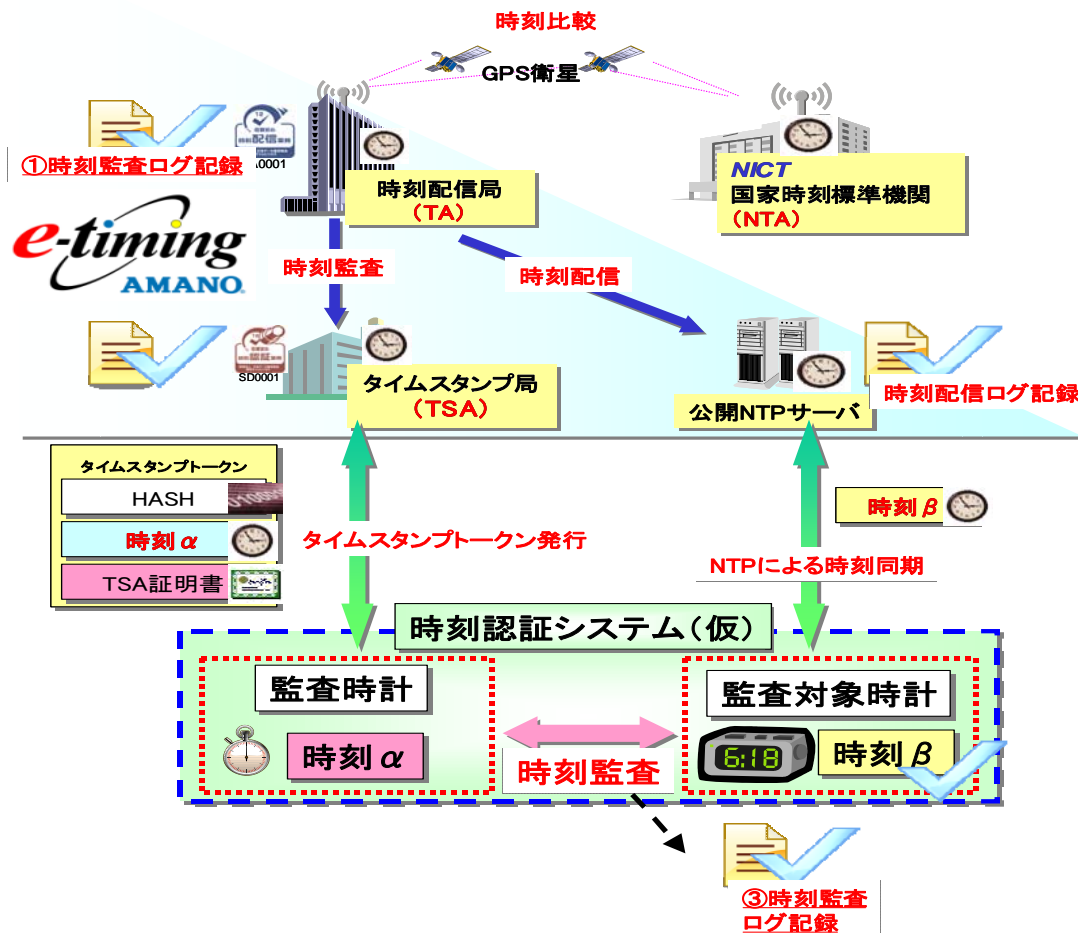 時刻比較
GPS衛星
0001
①時刻監査ログ記録
時刻配信局
(TA)
NICT
国家時刻標準機関
(NTA)
e-timing
AMANO
時刻監査
時刻配信
SD0001
タイムスタンプ局
(TSA)
公開NTPサーバ
時刻配信ログ記録
タイムスタンプトークン
HASH
時刻α
TSA証明書
タイムスタンプトークン発行
時刻β
NTPによる時刻同期
時刻認証システム(仮)
監査時計
時刻α
時刻監査
監査対象時計
6:18
時刻β
③時刻監査
ログ記録